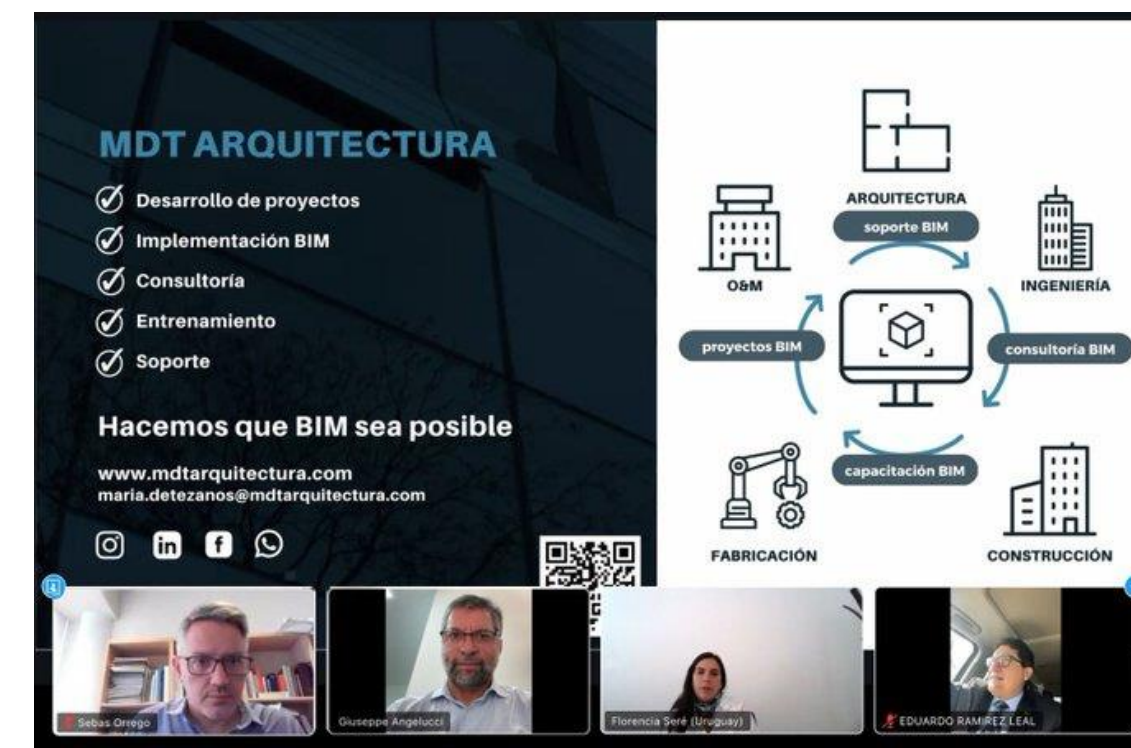 MDT ARQUITECTURA
Desarrollo de proyectos
Implementación BIM
Consultoría
Entrenamiento
Soporte
Hacemos que BIM sea posible
www.mdtarquitectura.com
maria.detezanos@mdtarquitectura.com
ARQUITECTURA
soporte BIM
O&M
INGENIERÍA
proyectos BIM
consultoría BIM
capacitación BIM
FABRICACIÓN
CONSTRUCCIÓN
Sebas Orrego
Giuseppe Angelucci
Florencia Seré (Uruguay)
EDUARDO RAMIREZ LEAL